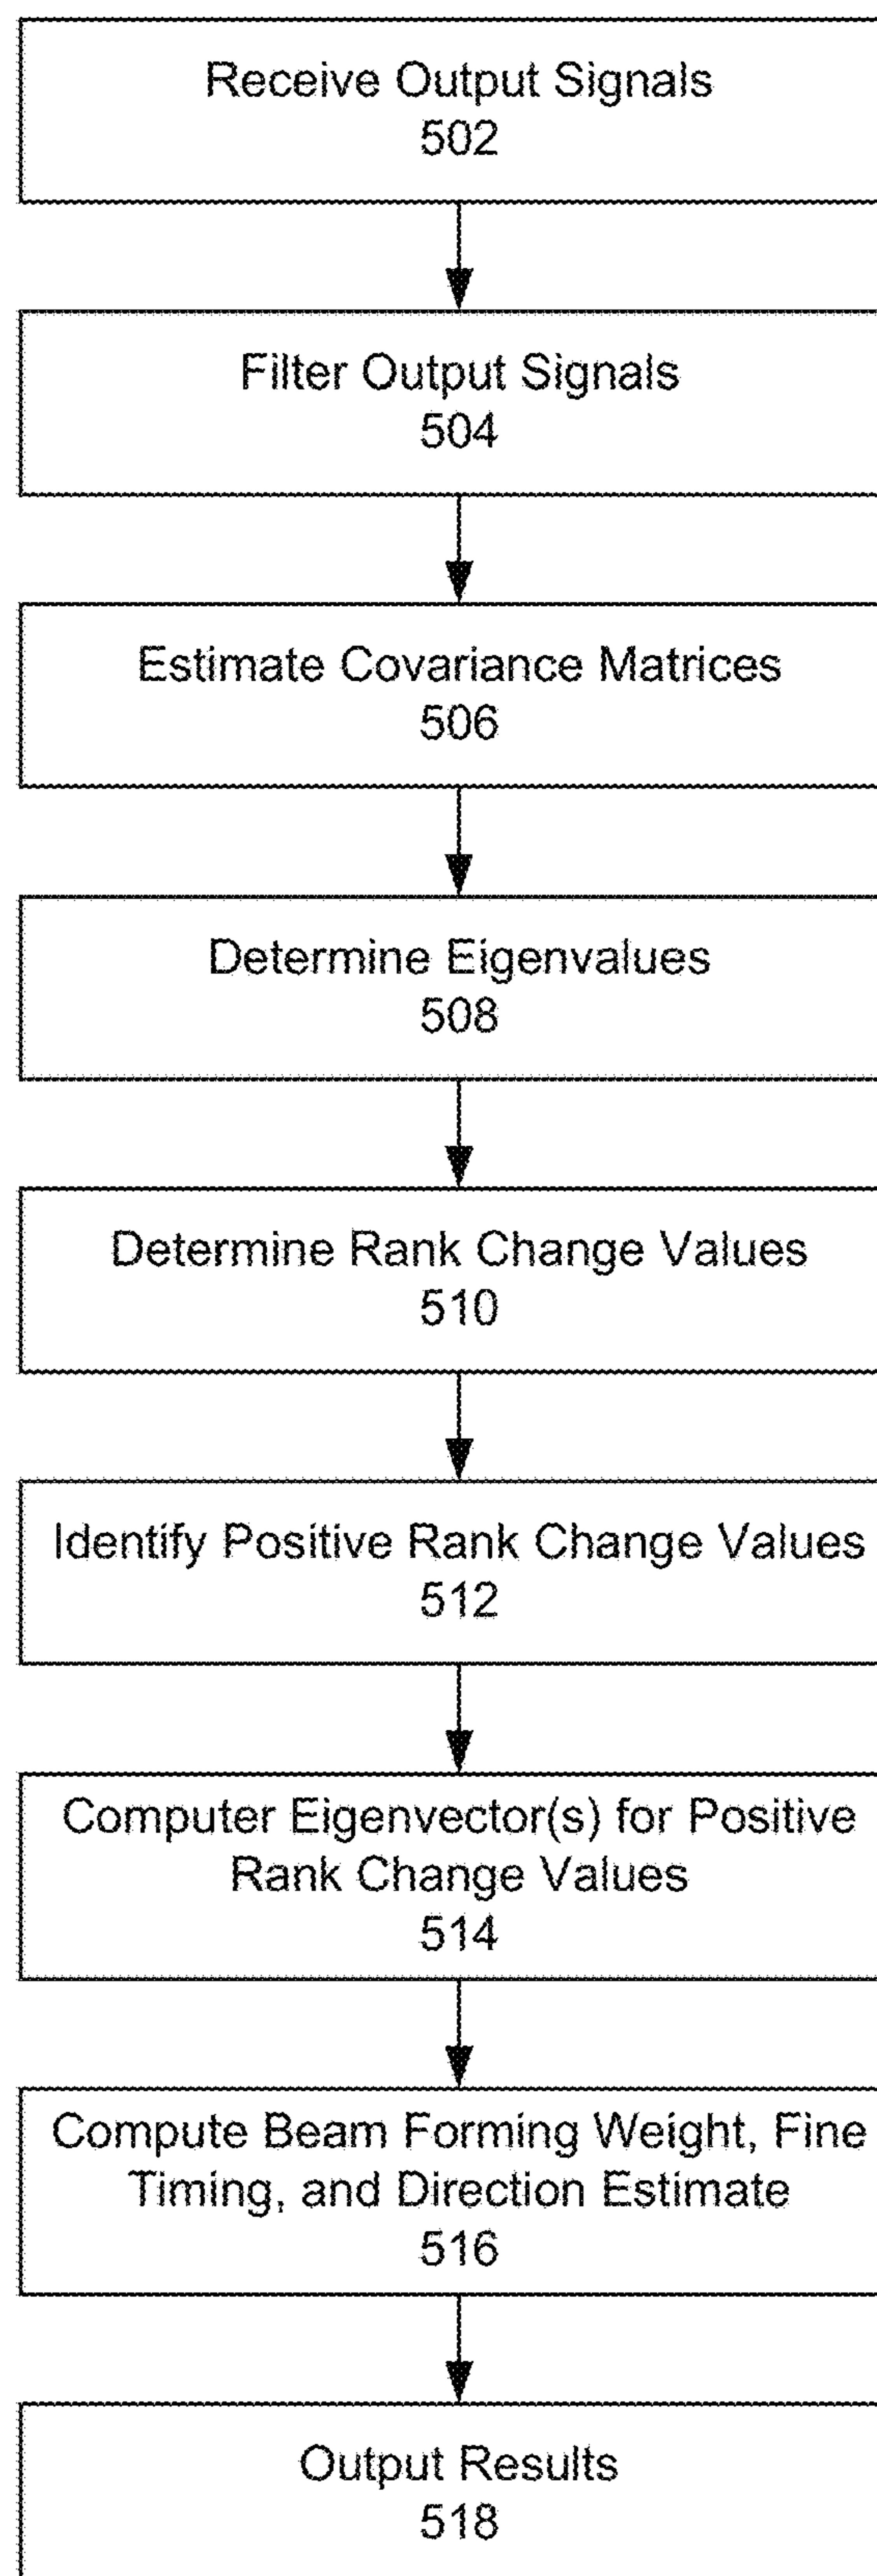 Receive Output Signals
502
Filter Output Signals
504
Estimate Covariance Matrices
506
Determine Eigenvalues
508
Determine Rank Change Values
510
Identify Positive Rank Change Values
512
Computer Eigenvector(s) for Positive
Rank Change Values
514
Compute Beam Forming Weight, Fine
Timing, and Direction Estimate
516
Output Results
518